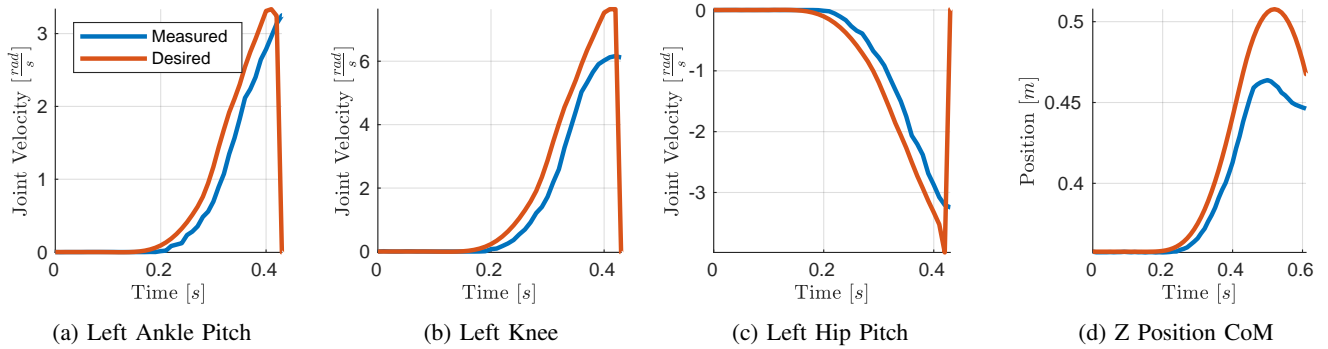 Measured
Desired
Joint Velocity [rad/s]
3
2
1
0
0
0.2
0.4
Time [s]
(a) Left Ankle Pitch
Joint Velocity [rad/s]
6
4
2
0
0
0.2
0.4
Time [s]
(b) Left Knee
Joint Velocity [rad/s]
0
-1
-2
-3
0
0.2
0.4
Time [s]
(c) Left Hip Pitch
Position [m]
0.5
0.45
0.4
0
0.2
0.4
0.6
Time [s]
(d) Z Position CoM